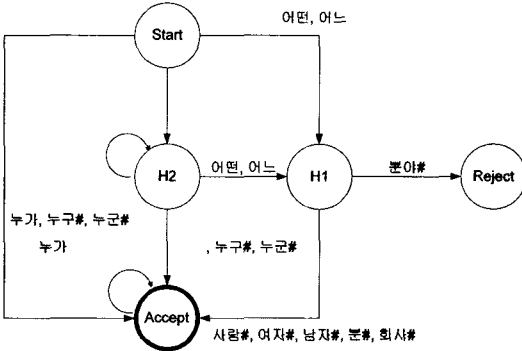 어떤, 어느
Start
H2
어떤, 어느
H1
뿐야#
Reject
누가, 누구#, 누군#
누가
, 누구#, 누군#
Accept
사람#, 여자#, 남자#, 분#, 회사#